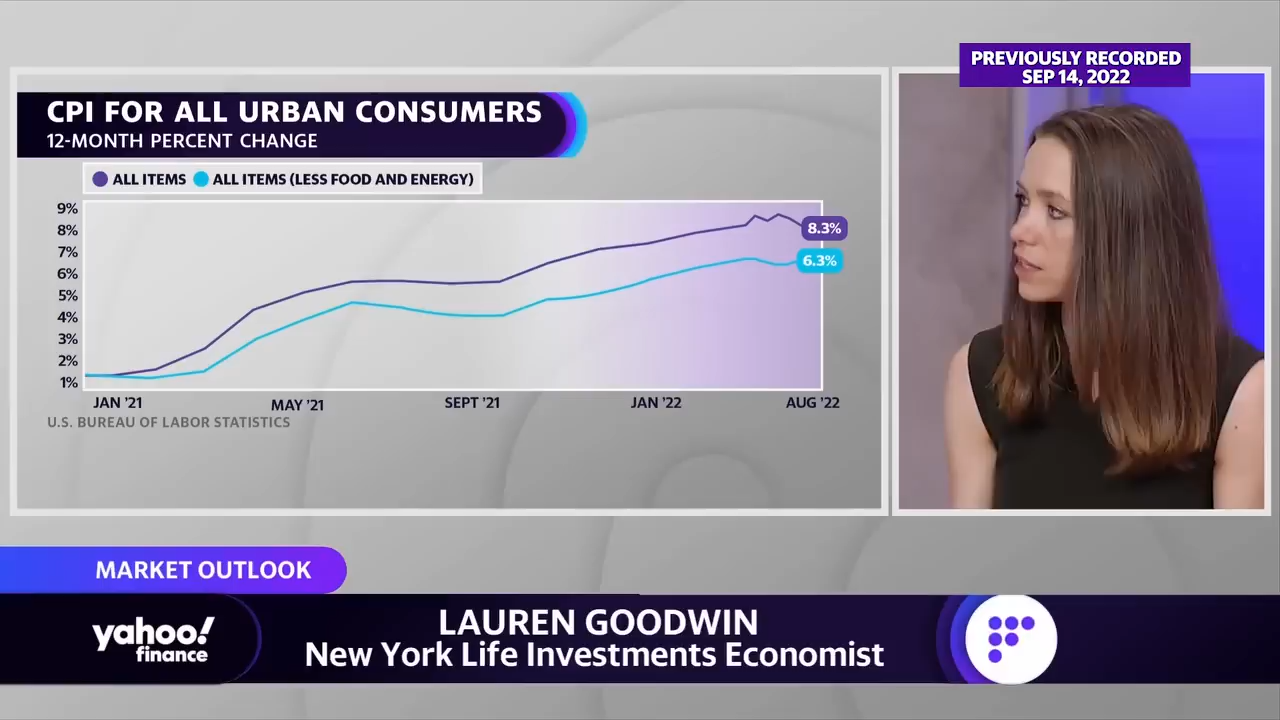 PREVIOUSLY RECORDED
SEP 14, 2022
CPI FOR ALL URBAN CONSUMERS
12-MONTH PERCENT CHANGE
ALL ITEMS ALL ITEMS (LESS FOOD AND ENERGY)
9%
8%
7%
6%
5%
4%
3%
2%
1%
8.3%
6.3%
JAN '21 MAY '21 SEPT '21 JAN '22 AUG '22
U.S. BUREAU OF LABOR STATISTICS
MARKET OUTLOOK
yahoo!
finance
LAUREN GOODWIN
New York Life Investments Economist